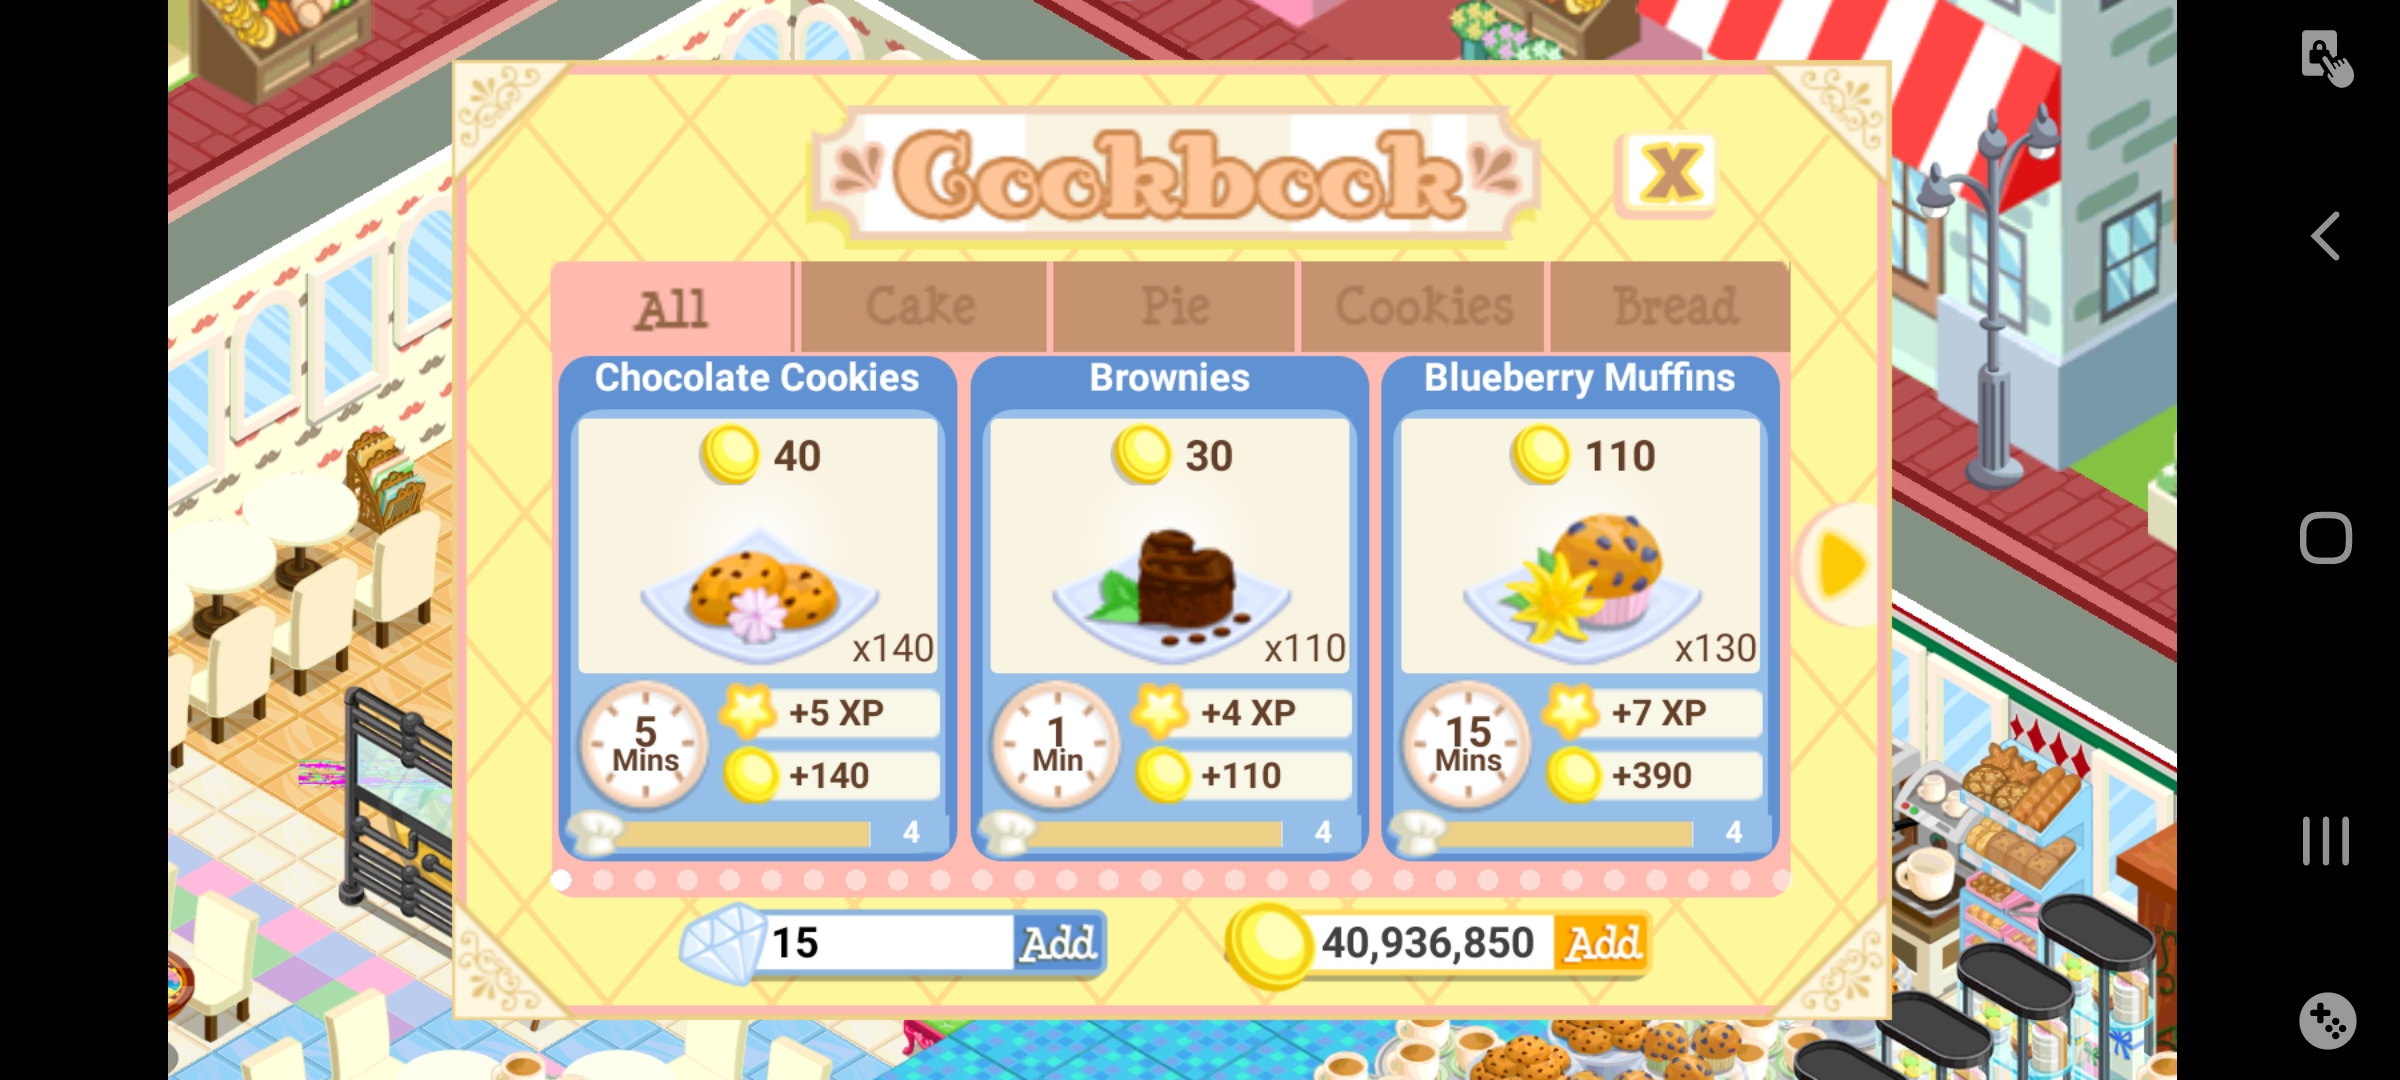 Cookbook
X
All
Cake
Pie
Cookies
Bread
Chocolate Cookies
40
x140
5
Mins
+5 XP
+140
4
Brownies
30
x110
1
Min
+4 XP
+110
4
Blueberry Muffins
110
x130
15
Mins
+7 XP
+390
4
15
Add
40,936,850
Add